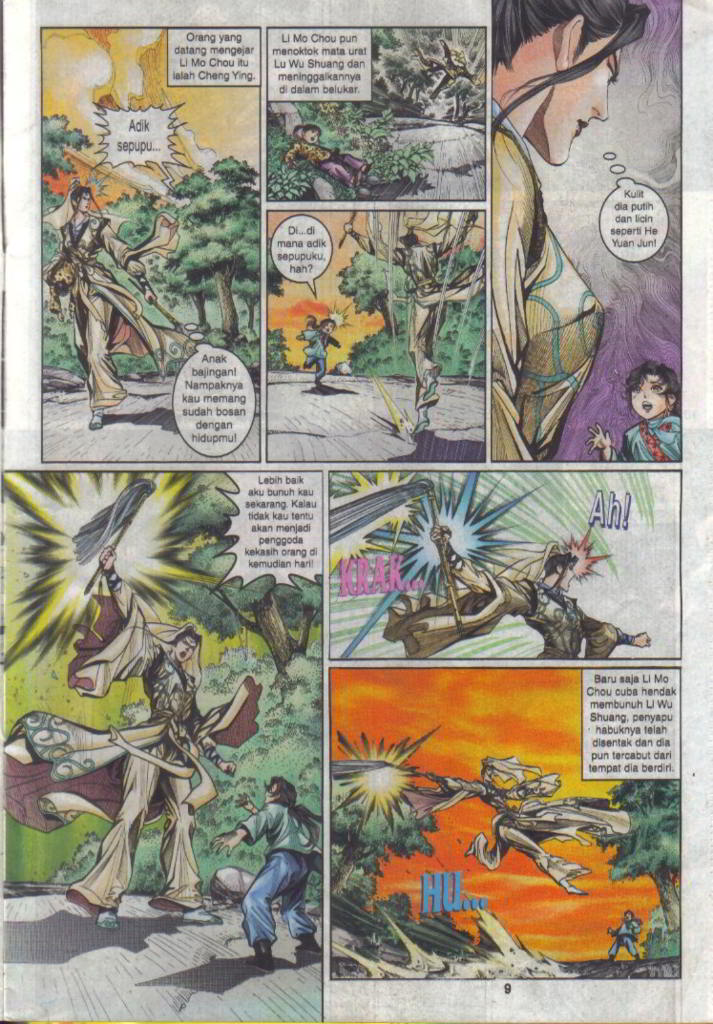 Orang yang
datang mengejar
Li Mo Chou itu
ialah Cheng Ying.
Adik
sepupu...
Anak
bajingan!
Nampaknya
kau memang
sudah bosan
dengan
hidupmu!
Li Mo Chou pun
menoktok mata urat
Lu Wu Shuang dan
meninggalkannya
di dalam belukar.
Di...di
mana adik
sepupuku,
hah?
Kulit
dia putih
dan licin
seperti He
Yuan Jun!
Lebih baik
aku bunuh kau
sekarang. Kalau
tidak kau tentu
akan menjadi
penggoda
kekasih orang di
kemudian hari!
Ah!
KRAK...
Baru saja Li Mo
Chou cuba hendak
membunuh LI Wu
Shuang, penyapu
habuknya telah
disentak dan dia
pun tercabut dari
tempat dia berdiri.
HU...
9